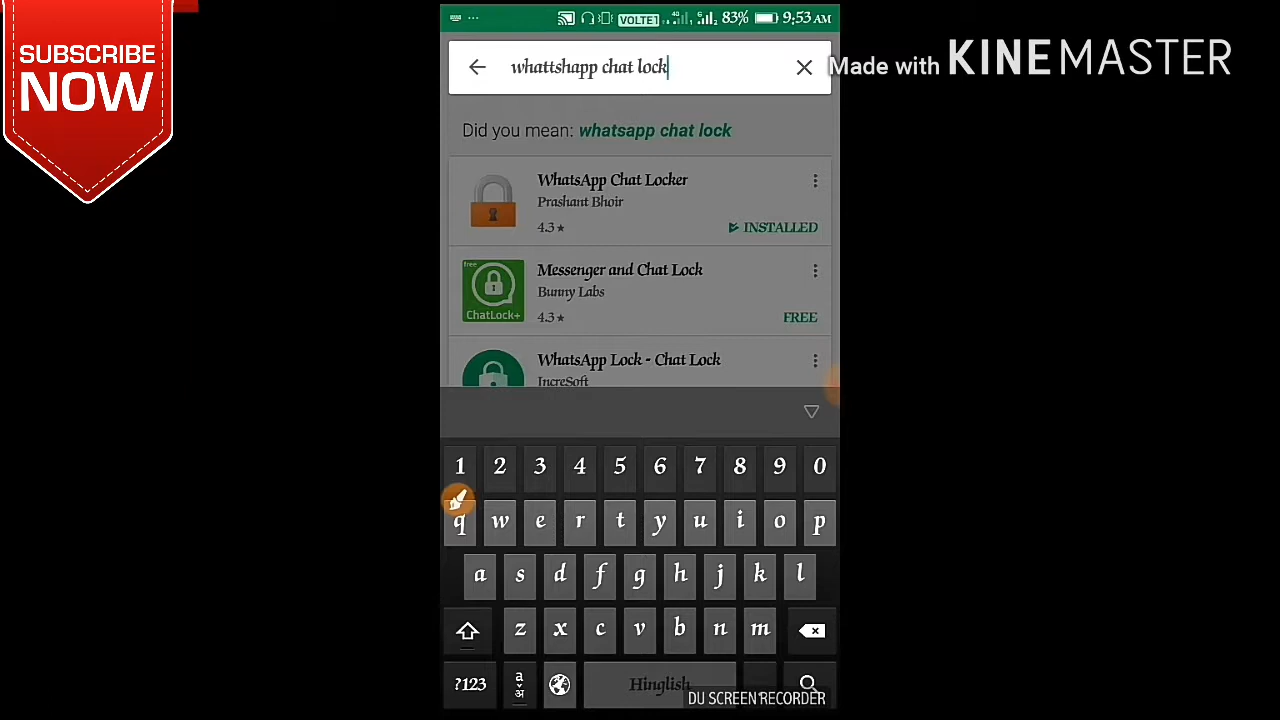 SUBSCRIBE
NOW
VOLTE1 4G 83% 9:53 AM
whattshapp chat lock
Made with KINEMASTER
Did you mean: whatsapp chat lock
WhatsApp Chat Locker
Prashant Bhoir
4.3★
INSTALLED
free
ChatLock+
Messenger and Chat Lock
Bunny Labs
4.3★
FREE
WhatsApp Lock - Chat Lock
IncreSoft
1 2 3 4 5 6 7 8 9 0
q w e r t y u i o p
a s d f g h j k l
z x c v b n m
?123 a अ Hinglish
DU SCREEN RECORDER